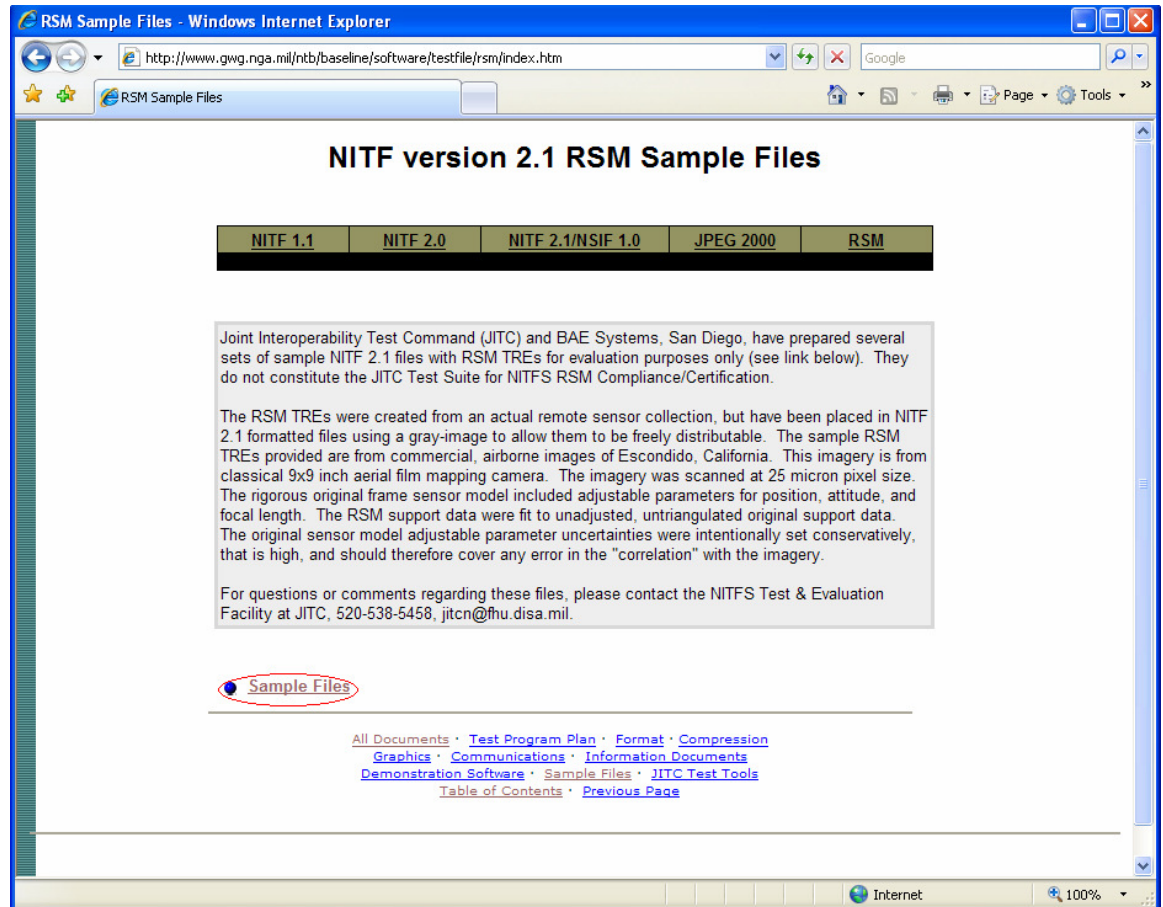 RSM Sample Files - Windows Internet Explorer
http://www.gwg.nga.mil/ntb/baseline/software/testfile/rsm/index.htm
Google
RSM Sample Files
Page
Tools
»
NITF version 2.1 RSM Sample Files
NITF 1.1 NITF 2.0 NITF 2.1/NSIF 1.0 JPEG 2000 RSM
Joint Interoperability Test Command (JITC) and BAE Systems, San Diego, have prepared several
sets of sample NITF 2.1 files with RSM TREs for evaluation purposes only (see link below). They
do not constitute the JITC Test Suite for NITFS RSM Compliance/Certification.
The RSM TREs were created from an actual remote sensor collection, but have been placed in NITF
2.1 formatted files using a gray-image to allow them to be freely distributable. The sample RSM
TREs provided are from commercial, airborne images of Escondido, California. This imagery is from
classical 9x9 inch aerial film mapping camera. The imagery was scanned at 25 micron pixel size.
The rigorous original frame sensor model included adjustable parameters for position, attitude, and
focal length. The RSM support data were fit to unadjusted, untriangulated original support data.
The original sensor model adjustable parameter uncertainties were intentionally set conservatively,
that is high, and should therefore cover any error in the "correlation" with the imagery.
For questions or comments regarding these files, please contact the NITFS Test & Evaluation
Facility at JITC, 520-538-5458, jitcn@fhu.disa.mil.
Sample Files
All Documents · Test Program Plan · Format · Compression
Graphics · Communications · Information Documents
Demonstration Software · Sample Files · JITC Test Tools
Table of Contents · Previous Page
Internet
100%